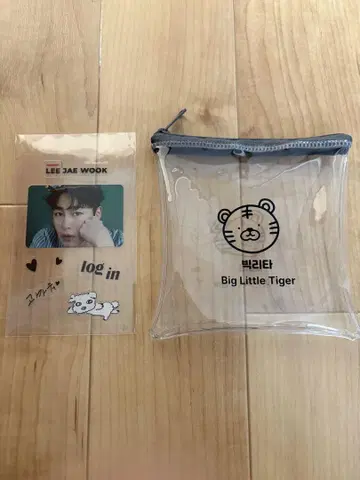 LEE JAE WOOK
log in
빅리타
Big Little Tiger